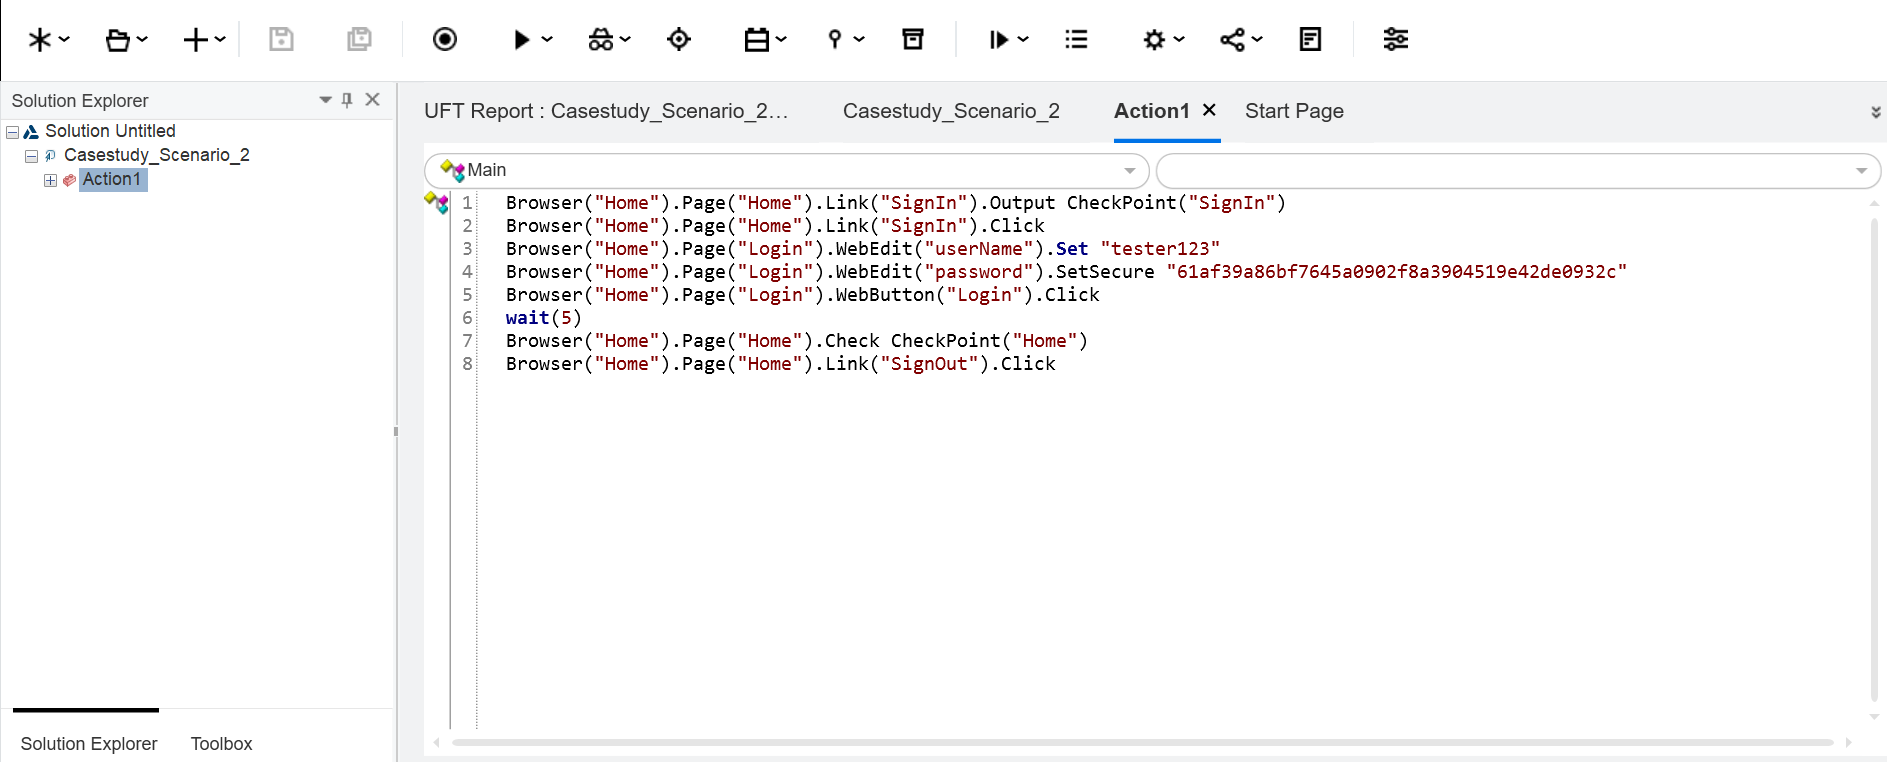 Solution Explorer
Solution Untitled
Casestudy_Scenario_2
Action1
UFT Report : Casestudy_Scenario_2... Casestudy_Scenario_2 Action1 Start Page
Main
1 Browser("Home").Page("Home").Link("SignIn").Output CheckPoint("SignIn")
2 Browser("Home").Page("Home").Link("SignIn").Click
3 Browser("Home").Page("Login").WebEdit("userName").Set "tester123"
4 Browser("Home").Page("Login").WebEdit("password").SetSecure "61af39a86bf7645a0902f8a3904519e42de0932c"
5 Browser("Home").Page("Login").WebButton("Login").Click
6 wait(5)
7 Browser("Home").Page("Home").Check CheckPoint("Home")
8 Browser("Home").Page("Home").Link("SignOut").Click
Solution Explorer Toolbox